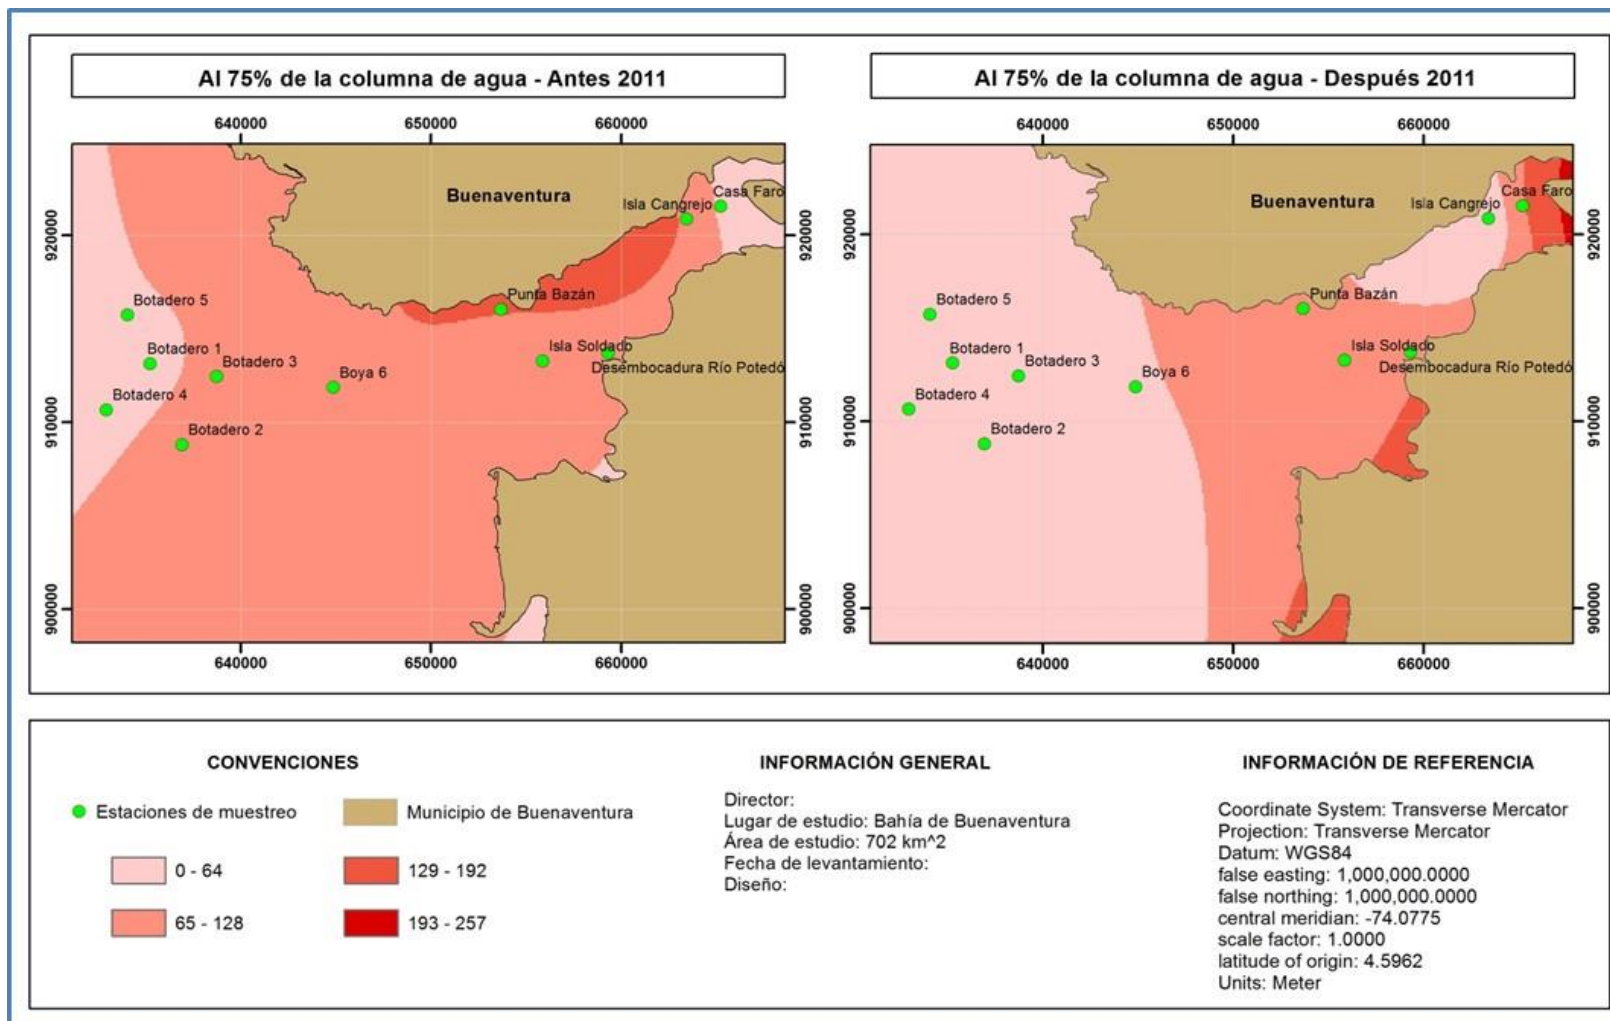 Al 75% de la columna de agua - Antes 2011
640000 650000 660000
920000
910000
900000
Buenaventura
Casa Faro
Isla Cangrejo
Punta Bazán
Botadero 5
Botadero 1
Botadero 3
Botadero 4
Botadero 2
Boya 6
Isla Soldado
Desembocadura Río Potedó
920000
910000
900000
640000 650000 660000
Al 75% de la columna de agua - Después 2011
640000 650000 660000
920000
910000
900000
Buenaventura
Casa Faro
Isla Cangrejo
Punta Bazán
Botadero 5
Botadero 1
Botadero 3
Botadero 4
Botadero 2
Boya 6
Isla Soldado
Desembocadura Río Potedó
920000
910000
900000
640000 650000 660000
CONVENCIONES
Estaciones de muestreo
Municipio de Buenaventura
0 - 64
129 - 192
65 - 128
193 - 257
INFORMACIÓN GENERAL
Director:
Lugar de estudio: Bahía de Buenaventura
Área de estudio: 702 km^2
Fecha de levantamiento:
Diseño:
INFORMACIÓN DE REFERENCIA
Coordinate System: Transverse Mercator
Projection: Transverse Mercator
Datum: WGS84
false easting: 1,000,000.0000
false northing: 1,000,000.0000
central meridian: -74.0775
scale factor: 1.0000
latitude of origin: 4.5962
Units: Meter